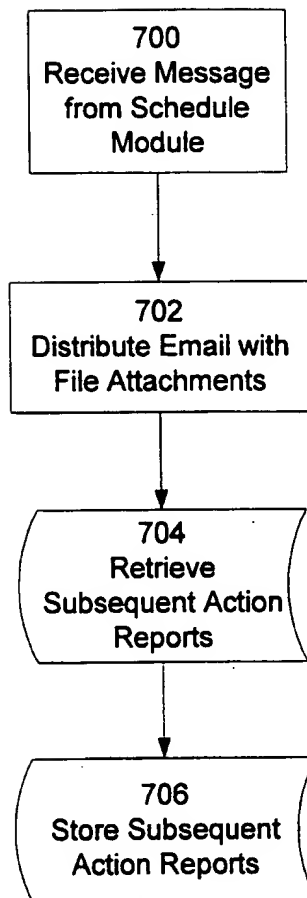 700
Receive Message
from Schedule
Module
702
Distribute Email with
File Attachments
704
Retrieve
Subsequent Action
Reports
706
Store Subsequent
Action Reports